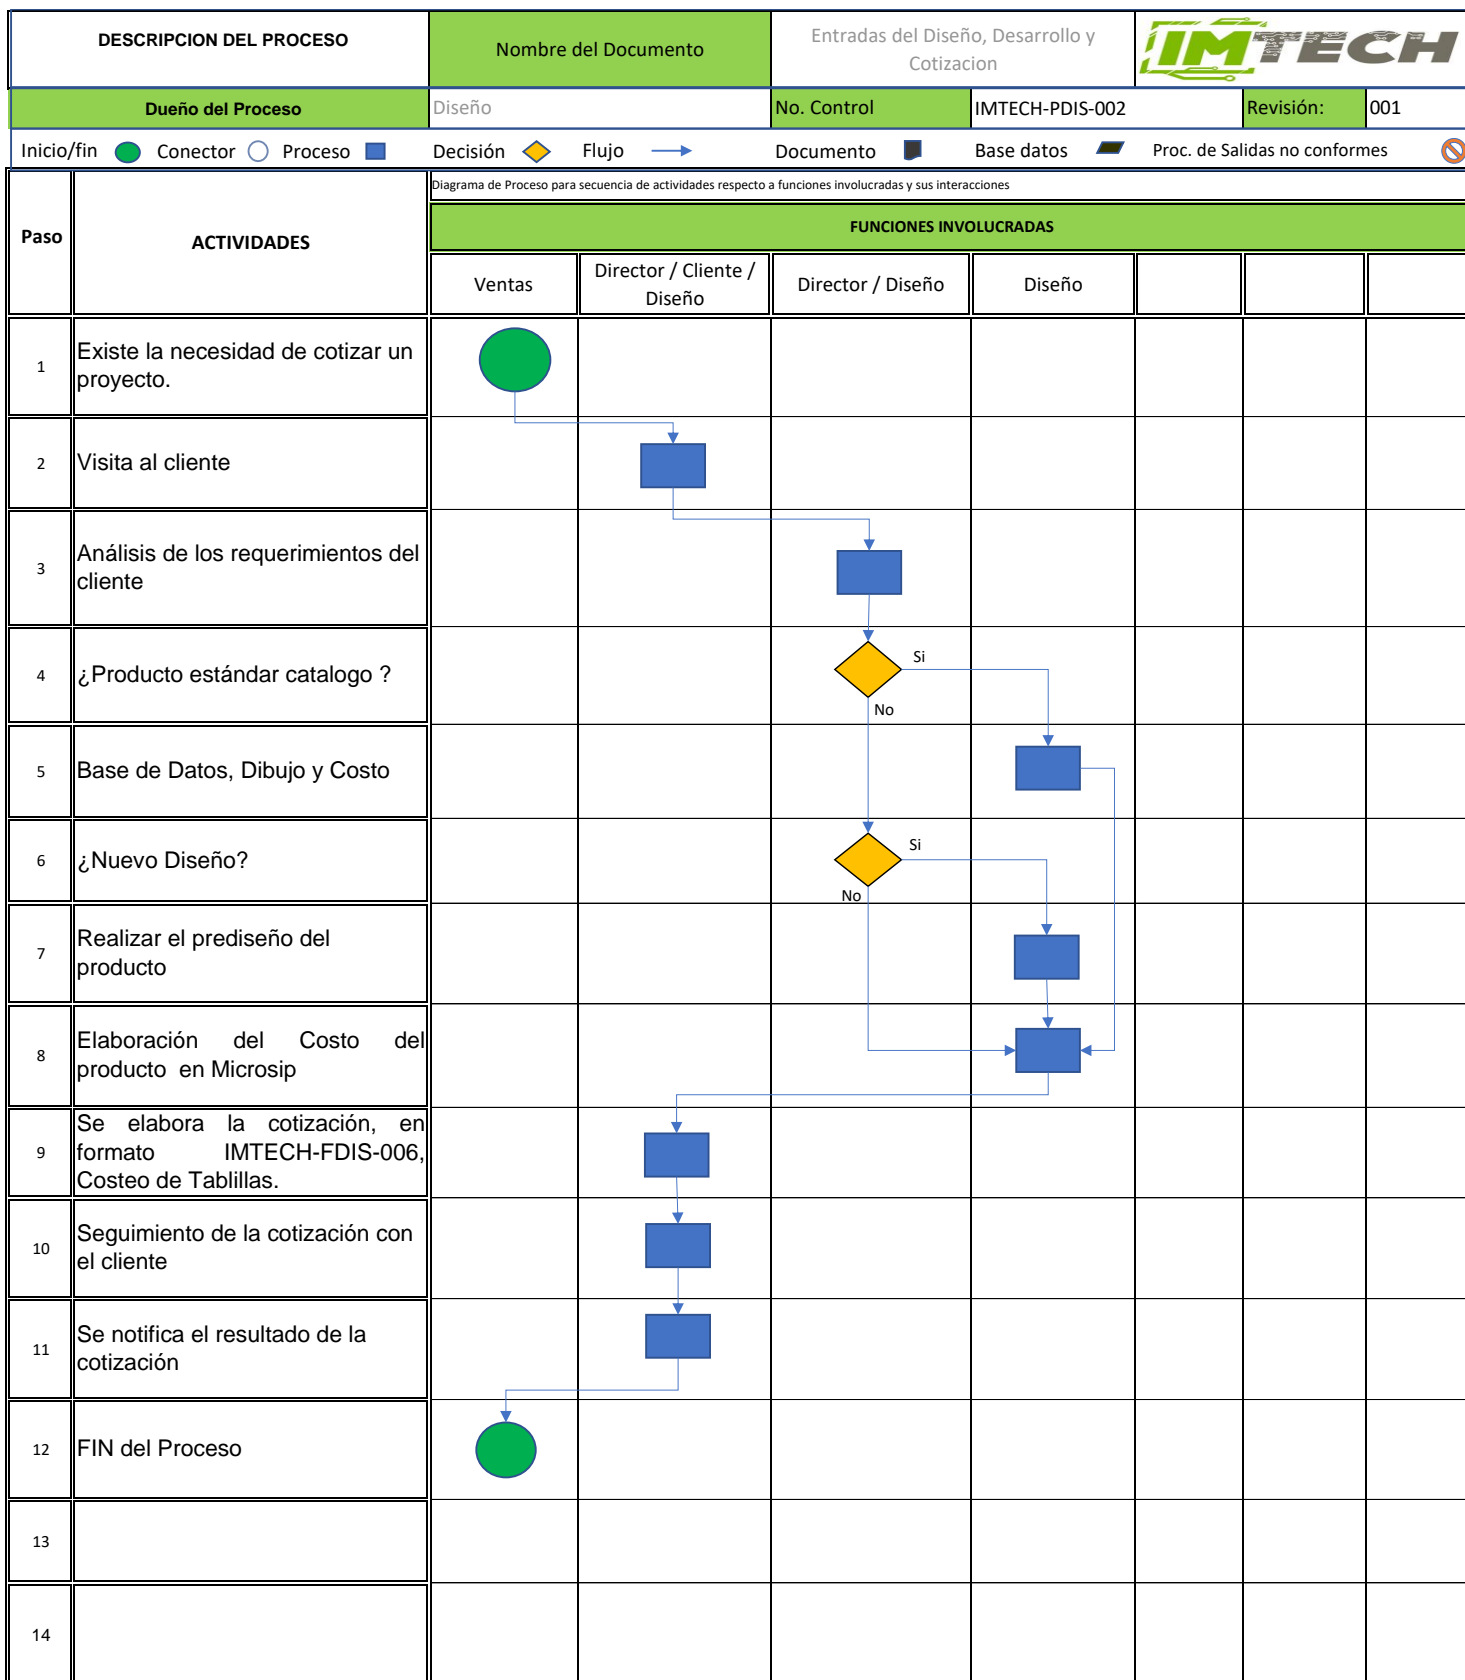 DESCRIPCION DEL PROCESO
Nombre del Documento
Entradas del Diseño, Desarrollo y
Cotizacion
IMTECH
Dueño del Proceso
Diseño
No. Control
IMTECH-PDIS-002
Revisión:
001
Inicio/fin
Conector
Proceso
Decisión
Flujo
Documento
Base datos
Proc. de Salidas no conformes
Paso
ACTIVIDADES
Diagrama de Proceso para secuencia de actividades respecto a funciones involucradas y sus interacciones
FUNCIONES INVOLUCRADAS
Ventas
Director / Cliente /
Diseño
Director / Diseño
Diseño
1
Existe la necesidad de cotizar un
proyecto.
2
Visita al cliente
3
Análisis de los requerimientos del
cliente
4
¿Producto estándar catalogo ?
Si
No
5
Base de Datos, Dibujo y Costo
6
¿Nuevo Diseño?
Si
No
7
Realizar el prediseño del
producto
8
Elaboración del Costo del
producto en Microsip
9
Se elabora la cotización, en
formato IMTECH-FDIS-006,
Costeo de Tablillas.
10
Seguimiento de la cotización con
el cliente
11
Se notifica el resultado de la
cotización
12
FIN del Proceso
13
14